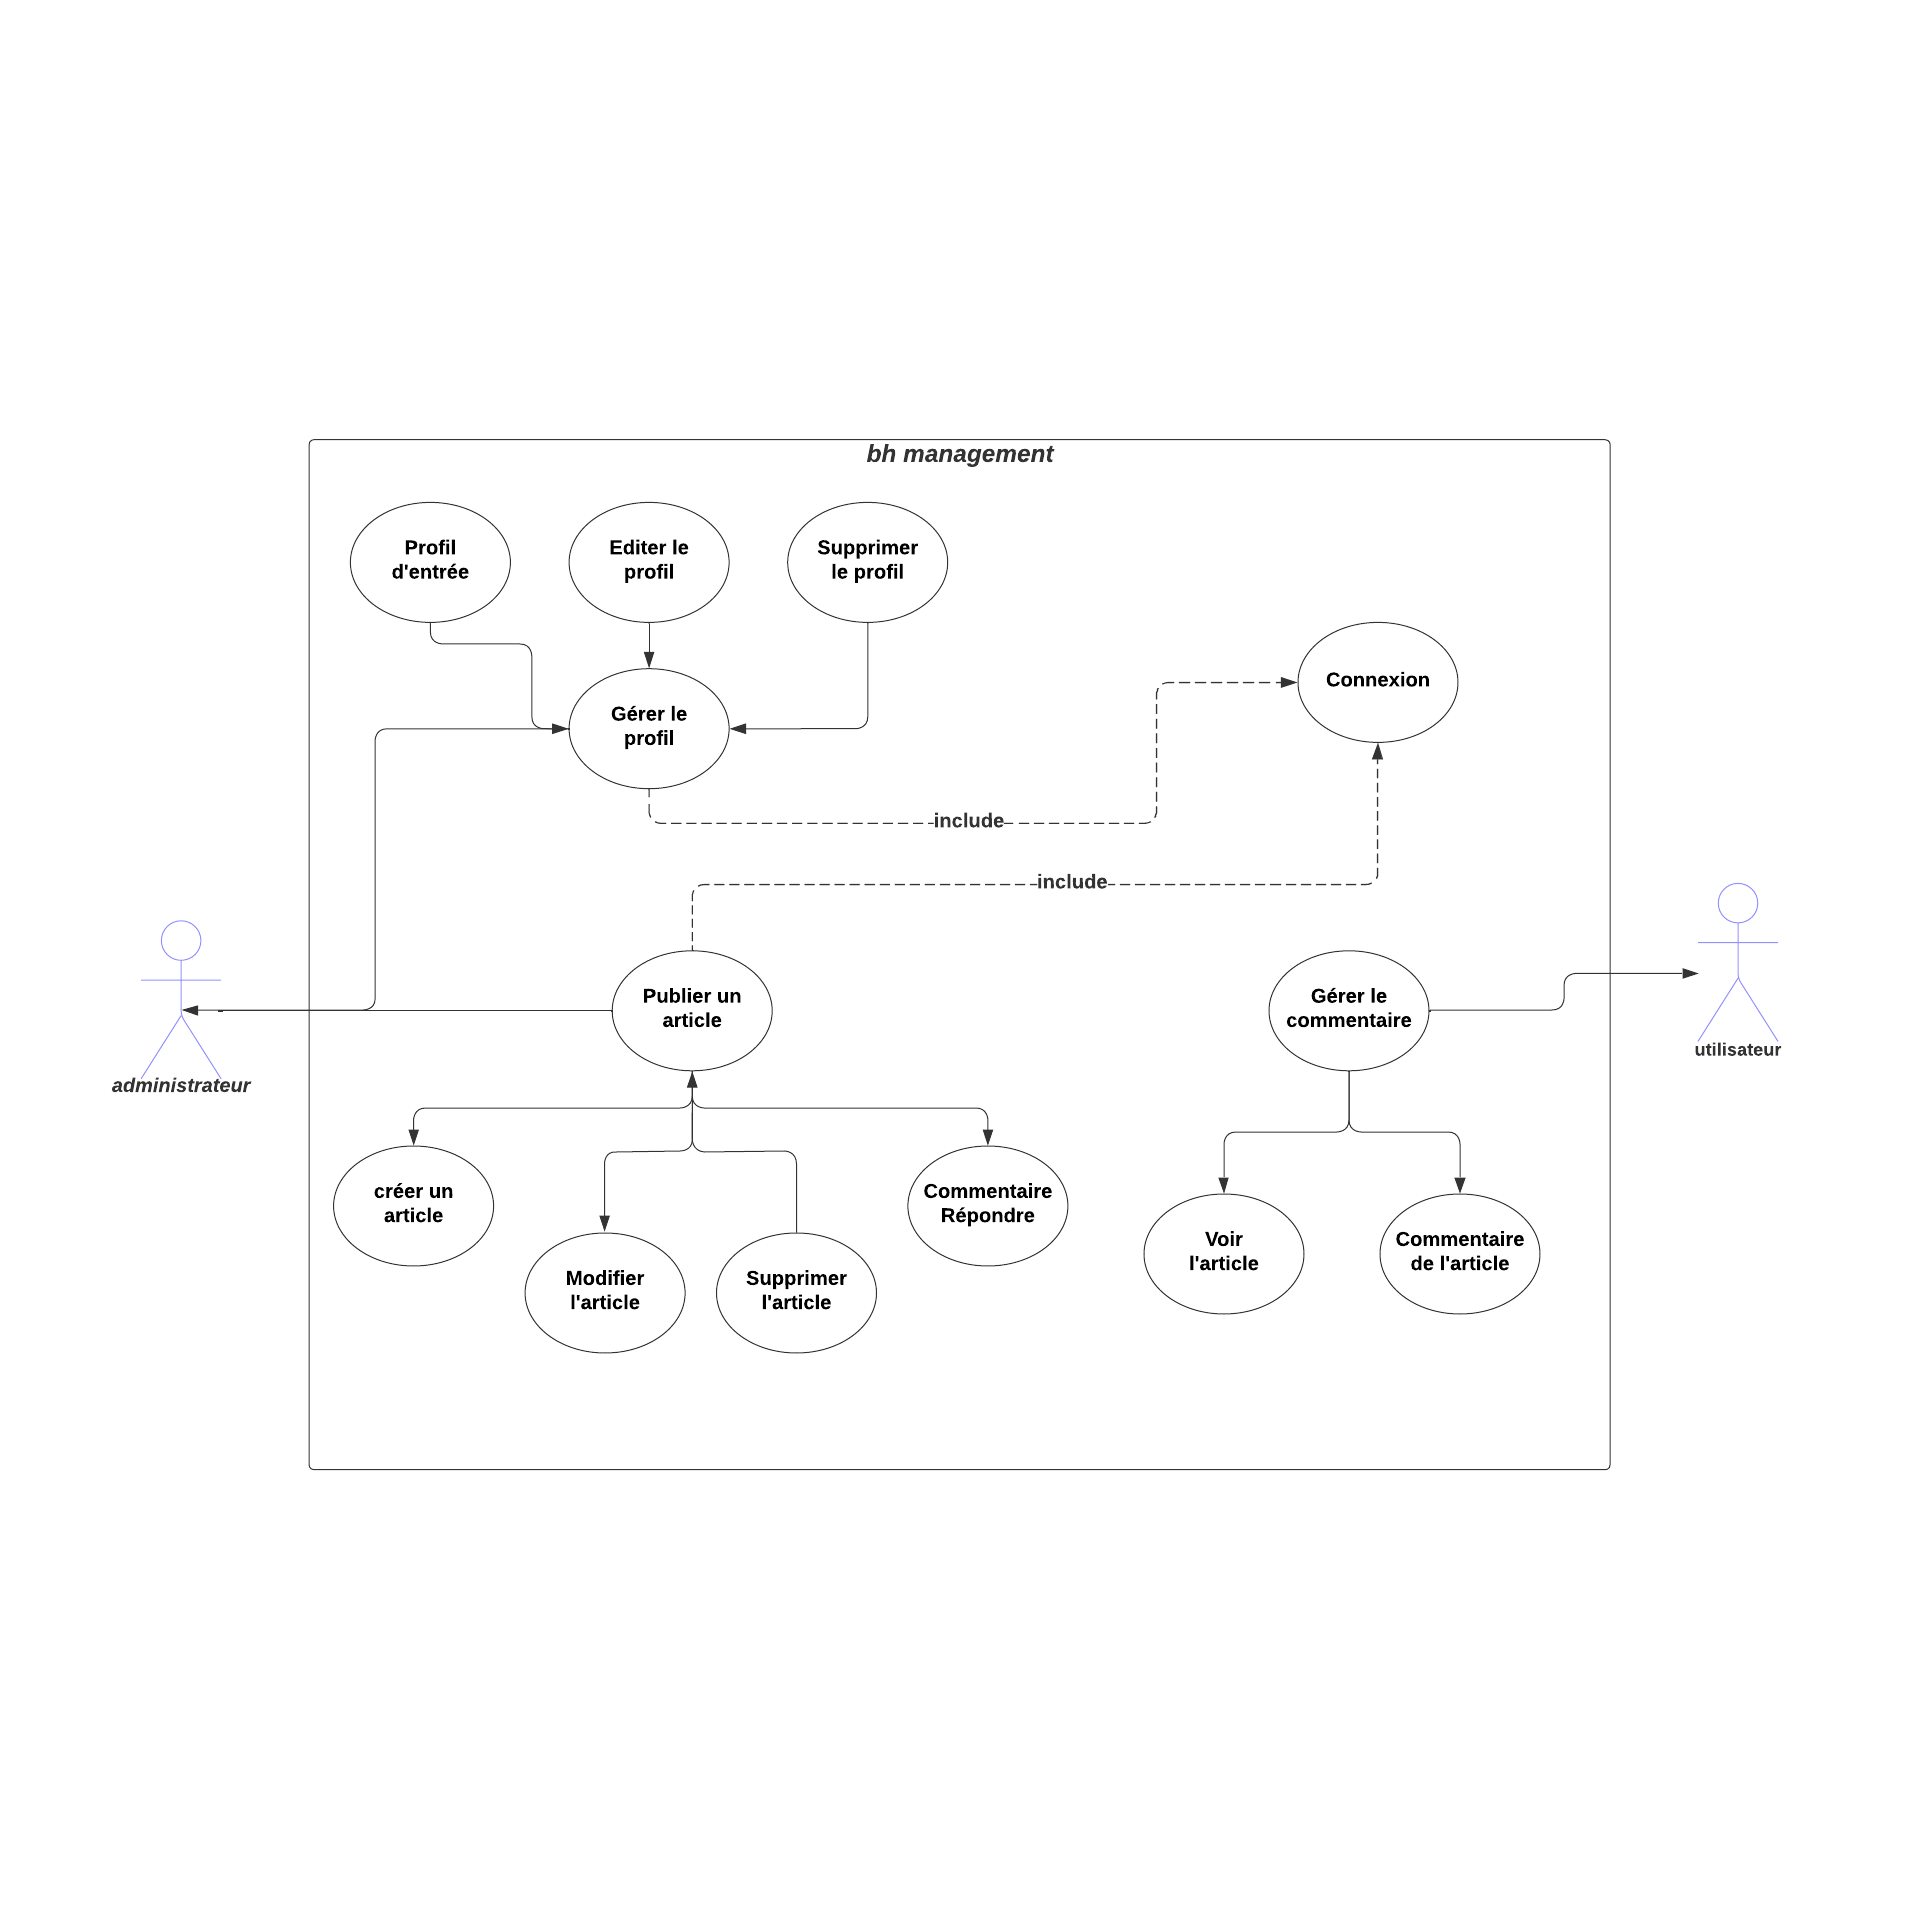 bh management
Profil
d'entrée
Editer le
profil
Supprimer
le profil
Gérer le
profil
Connexion
include
include
Publier un
article
Gérer le
commentaire
administrateur
utilisateur
créer un
article
Modifier
l'article
Supprimer
l'article
Commentaire
Répondre
Voir
l'article
Commentaire
de l'article